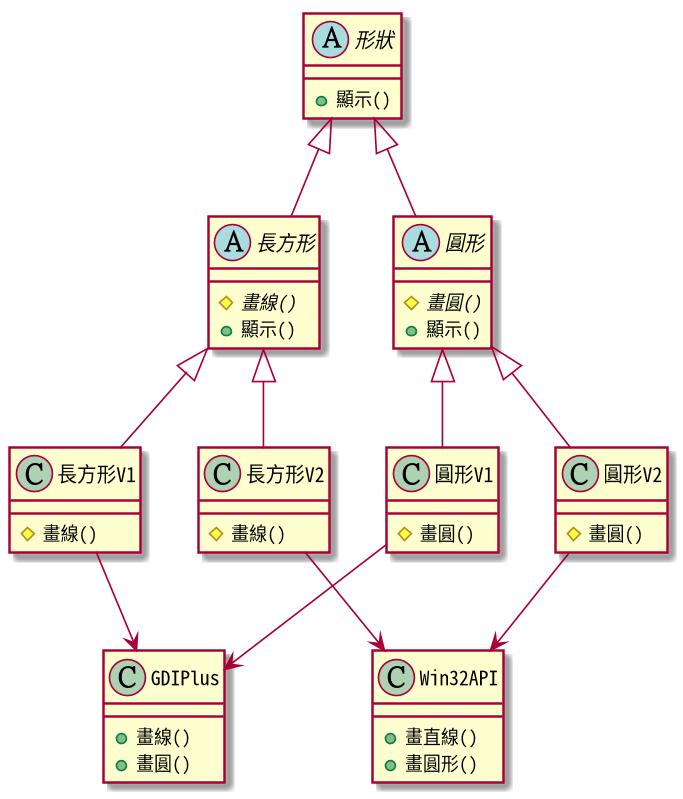 A 形狀
顯示()
A 長方形
畫線()
顯示()
A 圓形
畫圓()
顯示()
C 長方形V1
畫線()
C 長方形V2
畫線()
C 圓形V1
畫圓()
C 圓形V2
畫圓()
C GDIPlus
畫線()
畫圓()
C Win32API
畫直線()
畫圓形()